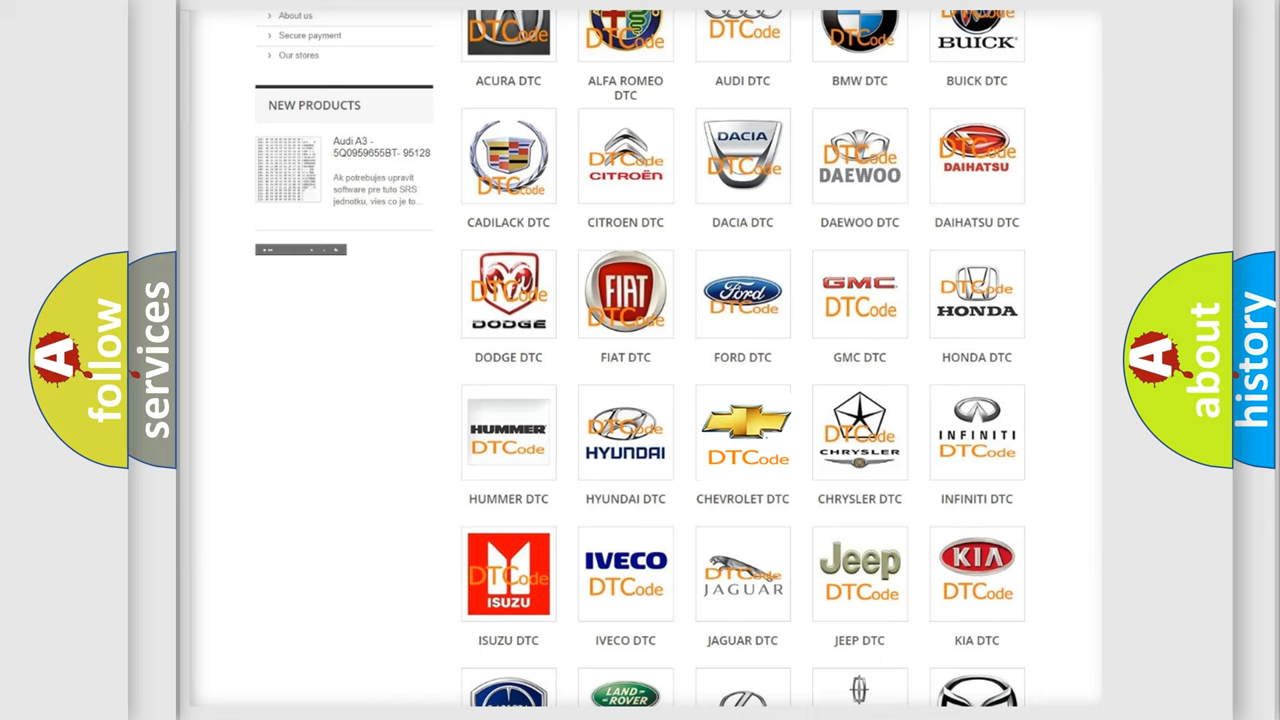 About us
Secure payment
Our stores
NEW PRODUCTS
Audi A3 -
5Q0959655BT- 95128
Ak potrebujes upravit
software pre tuto SRS
jednotku, vies co je to...
A follow
services
DTCode DTCode DTCode DTCode BUICK
ACURA DTC ALFA ROMEO DTC AUDI DTC BMW DTC BUICK DTC
DTCode DTCode CITROËN DACIA DTCode DTCode DAEWOO DTCode DAIHATSU
CADILACK DTC CITROEN DTC DACIA DTC DAEWOO DTC DAIHATSU DTC
DTCode DODGE FIAT DTCode Ford DTCode GMC DTCode DTCode HONDA
DODGE DTC FIAT DTC FORD DTC GMC DTC HONDA DTC
HUMMER DTCode DTCode HYUNDAI DTCode DTCode CHRYSLER INFINITI DTCode
HUMMER DTC HYUNDAI DTC CHEVROLET DTC CHRYSLER DTC INFINITI DTC
DTCode ISUZU IVECO DTCode DTCode JAGUAR Jeep DTCode KIA DTCode
ISUZU DTC IVECO DTC JAGUAR DTC JEEP DTC KIA DTC
LAND-
ROVER
A about
history